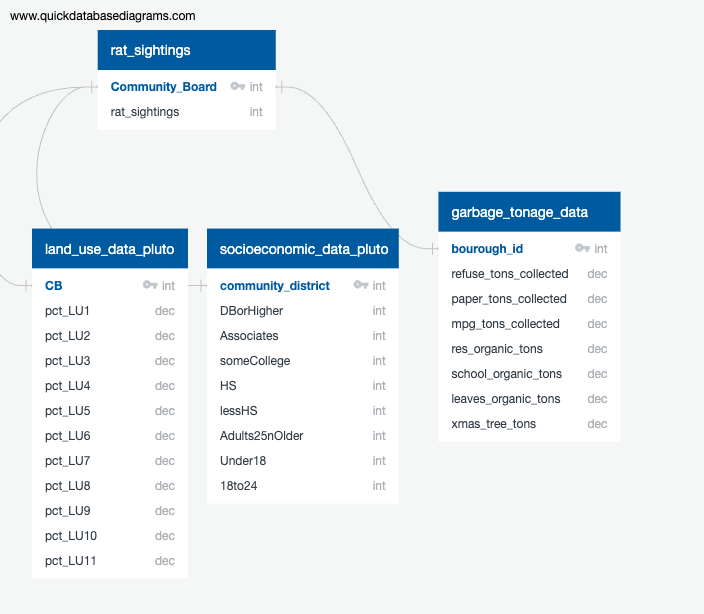 www.quickdatabasediagrams.com
rat_sightings
Community_Board int
rat_sightings int
land_use_data_pluto
CB int
pct_LU1 dec
pct_LU2 dec
pct_LU3 dec
pct_LU4 dec
pct_LU5 dec
pct_LU6 dec
pct_LU7 dec
pct_LU8 dec
pct_LU9 dec
pct_LU10 dec
pct_LU11 dec
socioeconomic_data_pluto
community_district int
DBorHigher int
Associates int
someCollege int
HS int
lessHS int
Adults25nOlder int
Under18 int
18to24 int
garbage_tonage_data
bourough_id int
refuse_tons_collected dec
paper_tons_collected dec
mpg_tons_collected dec
res_organic_tons dec
school_organic_tons dec
leaves_organic_tons dec
xmas_tree_tons dec